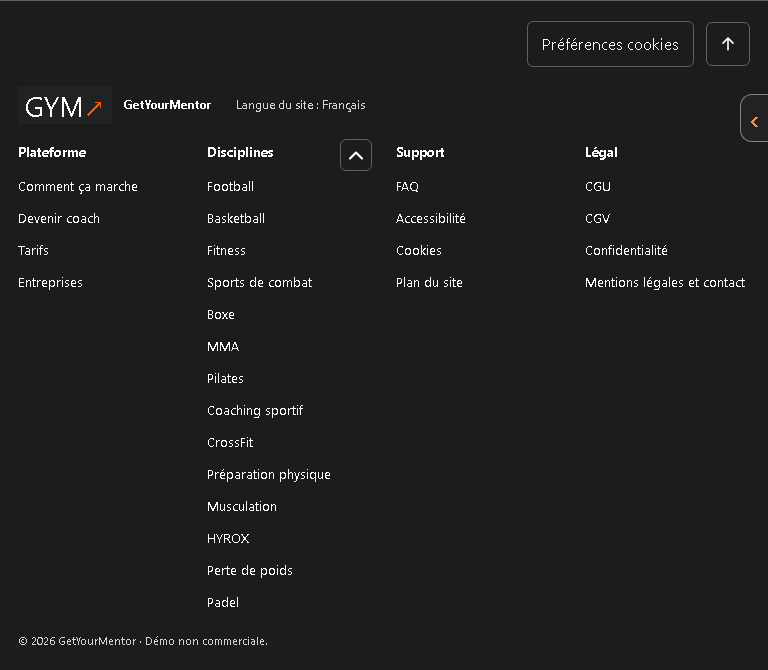 Préférences cookies
GYM GetYourMentor Langue du site : Français
Plateforme
Comment ça marche
Devenir coach
Tarifs
Entreprises
Disciplines
Football
Basketball
Fitness
Sports de combat
Boxe
MMA
Pilates
Coaching sportif
CrossFit
Préparation physique
Musculation
HYROX
Perte de poids
Padel
Support
FAQ
Accessibilité
Cookies
Plan du site
Légal
CGU
CGV
Confidentialité
Mentions légales et contact
© 2026 GetYourMentor · Démo non commerciale.